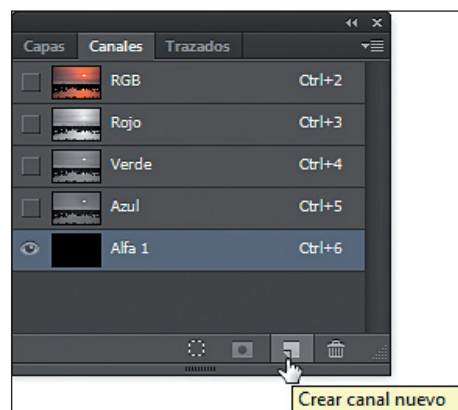 Capas Canales Trazados
RGB Ctrl+2
Rojo Ctrl+3
Verde Ctrl+4
Azul Ctrl+5
Alfa 1 Ctrl+6
Crear canal nuevo